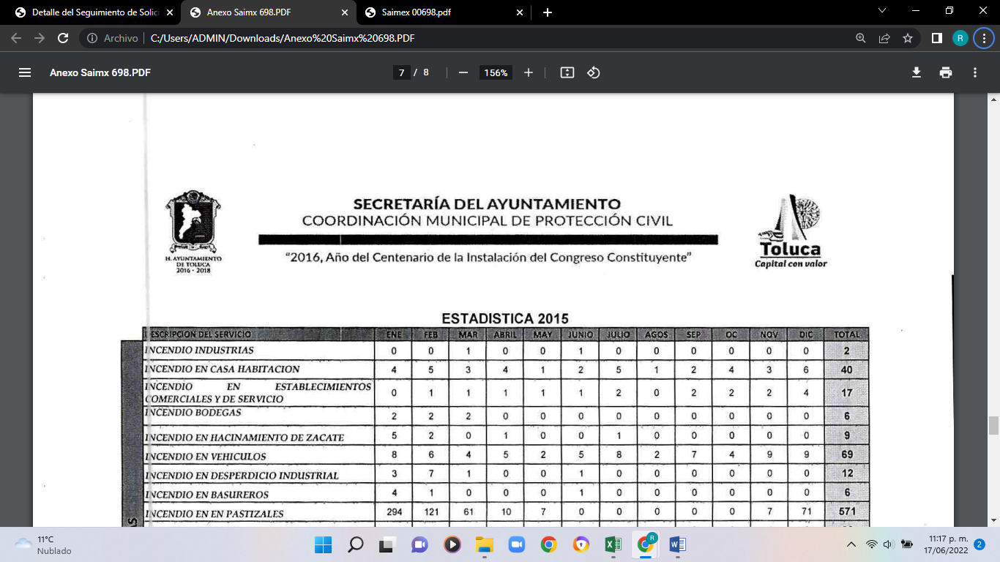 Detalle del Seguimiento de Solici
Anexo Saimx 698.PDF
Saimex 00698.pdf
Archivo C:/Users/ADMIN/Downloads/Anexo%20Saimx%20698.PDF
R
Anexo Saimx 698.PDF
7 / 8
156%
SECRETARÍA DEL AYUNTAMIENTO
COORDINACIÓN MUNICIPAL DE PROTECCIÓN CIVIL
"2016, Año del Centenario de la Instalación del Congreso Constituyente"
H. AYUNTAMIENTO
DE TOLUCA
2016 - 2018
Toluca
Capital con valor
ESTADISTICA 2015
DESCRIPCION DEL SERVICIO ENE FEB MAR ABRIL MAY JUNIO JULIO AGOS SEP OC NOV DIC TOTAL
INCENDIO INDUSTRIAS 0 0 1 0 0 1 0 0 0 0 0 0 2
INCENDIO EN CASA HABITACION 4 5 3 4 1 2 5 1 2 4 3 6 40
INCENDIO EN ESTABLECIMIENTOS
COMERCIALES Y DE SERVICIO 0 1 1 1 1 1 2 0 2 2 2 4 17
INCENDIO BODEGAS 2 2 2 0 0 0 0 0 0 0 0 0 6
INCENDIO EN HACINAMIENTO DE ZACATE 5 2 0 1 0 0 1 0 0 0 0 0 9
INCENDIO EN VEHICULOS 8 6 4 5 2 5 8 2 7 4 9 9 69
INCENDIO EN DESPERDICIO INDUSTRIAL 3 7 1 0 0 1 0 0 0 0 0 0 12
INCENDIO EN BASUREROS 4 1 0 0 0 1 0 0 0 0 0 0 6
INCENDIO EN EN PASTIZALES 294 121 61 10 7 0 0 0 0 0 7 71 571
S
11°C
Nublado
R
11:17 p. m.
17/06/2022
2